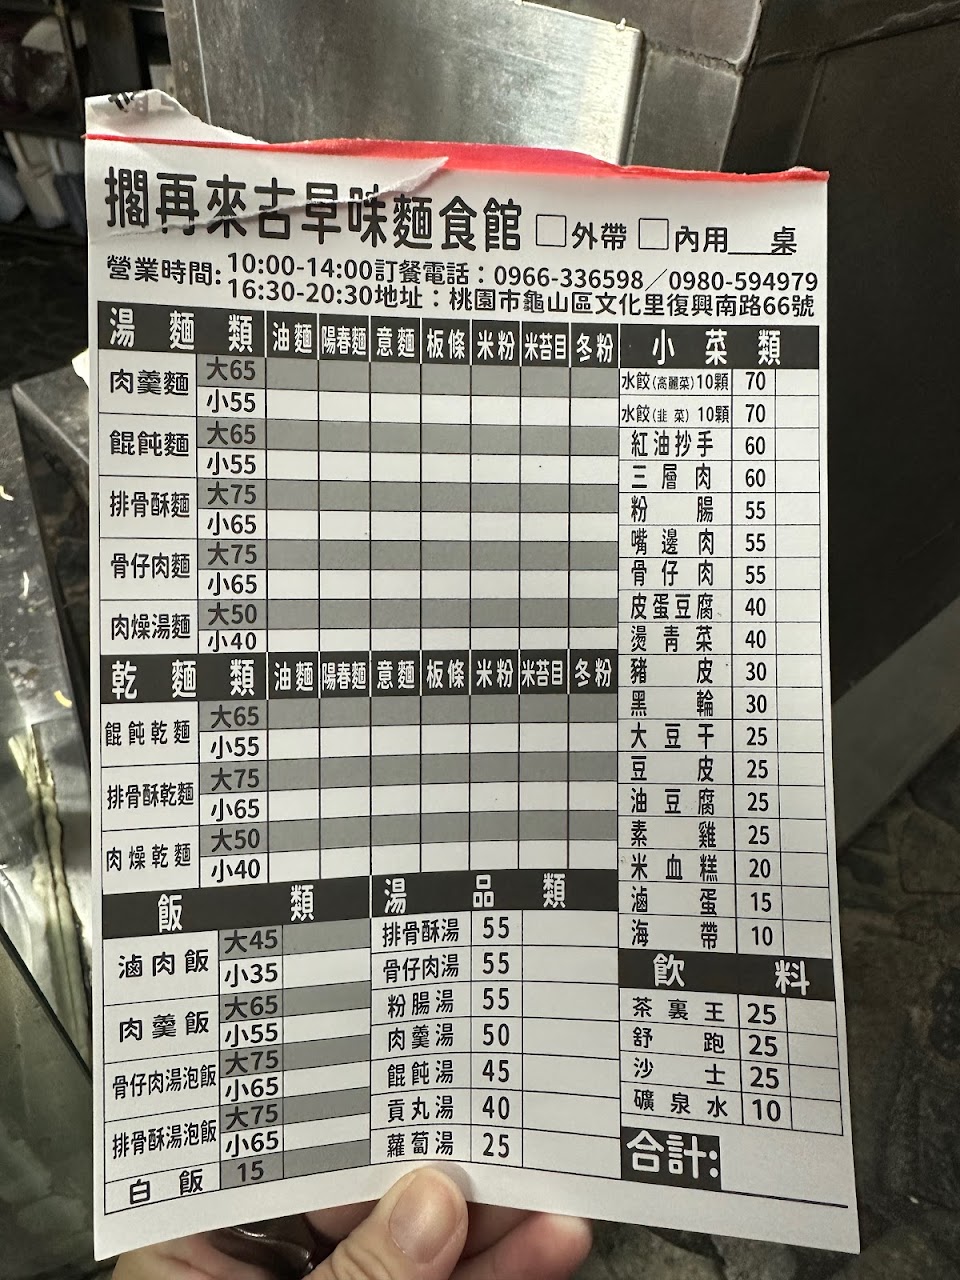 擱再來古早味麵食館 □外帶 □內用__桌
營業時間: 10:00-14:00 訂餐電話：0966-336598／0980-594979
16:30-20:30 地址：桃園市龜山區文化里復興南路66號
湯麵類 油麵 陽春麵 意麵 板條 米粉 米苔目 冬粉
肉羹麵 大65
小55
餛飩麵 大65
小55
排骨酥麵 大75
小65
骨仔肉麵 大75
小65
肉燥湯麵 大50
小40
乾麵類 油麵 陽春麵 意麵 板條 米粉 米苔目 冬粉
餛飩乾麵 大65
小55
排骨酥乾麵 大75
小65
肉燥乾麵 大50
小40
飯類
滷肉飯 大45
小35
肉羹飯 大65
小55
骨仔肉湯泡飯 大75
小65
排骨酥湯泡飯 大75
小65
白飯 15
湯品類
排骨酥湯 55
骨仔肉湯 55
粉腸湯 55
肉羹湯 50
餛飩湯 45
貢丸湯 40
蘿蔔湯 25
小菜類
水餃(高麗菜)10顆 70
水餃(韭菜)10顆 70
紅油抄手 60
三層肉 60
粉腸 55
嘴邊肉 55
骨仔肉 55
皮蛋豆腐 40
燙青菜 40
豬皮 30
黑輪 30
大豆干 25
豆皮 25
油豆腐 25
素雞 25
米血糕 20
滷蛋 15
海帶 10
飲料
茶裏王 25
舒跑 25
沙士 25
礦泉水 10
合計: